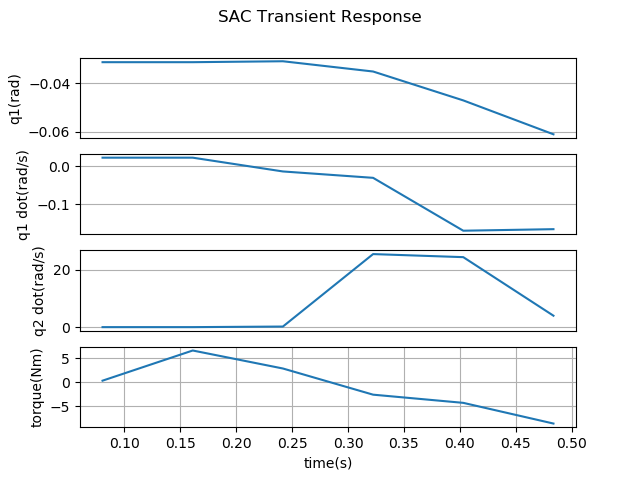 SAC Transient Response
q1(rad)
−0.04
−0.06
q1 dot(rad/s)
0.0
−0.1
q2 dot(rad/s)
20
0
torque(Nm)
5
0
−5
0.10 0.15 0.20 0.25 0.30 0.35 0.40 0.45 0.50
time(s)